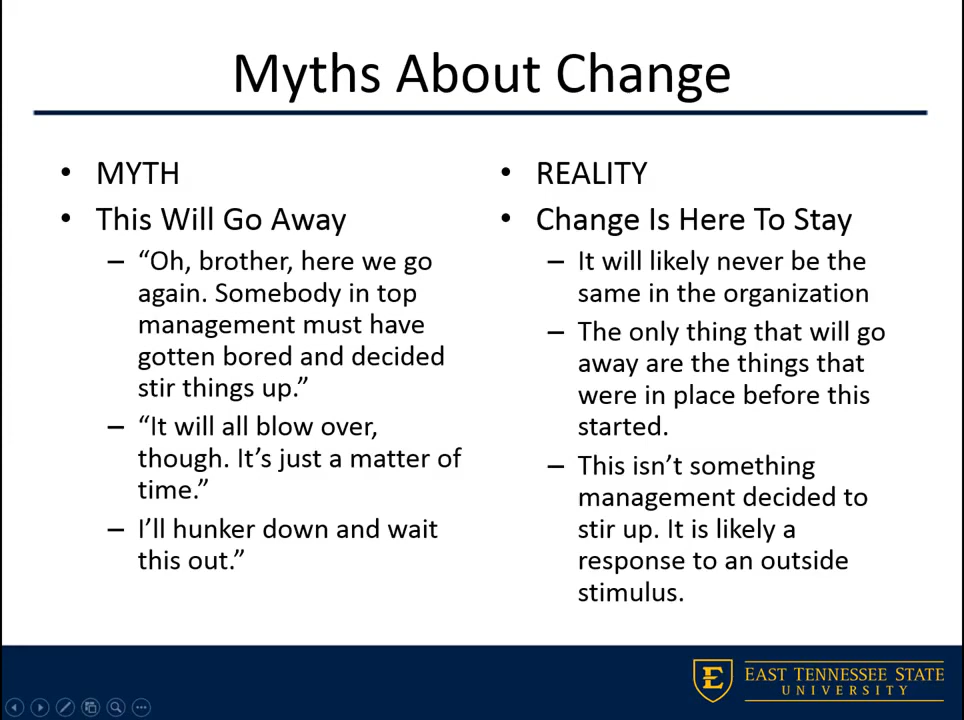 Myths About Change
• MYTH
• This Will Go Away
– “Oh, brother, here we go
again. Somebody in top
management must have
gotten bored and decided
stir things up.”
– “It will all blow over,
though. It’s just a matter of
time.”
– I’ll hunker down and wait
this out.”
• REALITY
• Change Is Here To Stay
– It will likely never be the
same in the organization
– The only thing that will go
away are the things that
were in place before this
started.
– This isn’t something
management decided to
stir up. It is likely a
response to an outside
stimulus.
E
EAST TENNESSEE STATE
UNIVERSITY